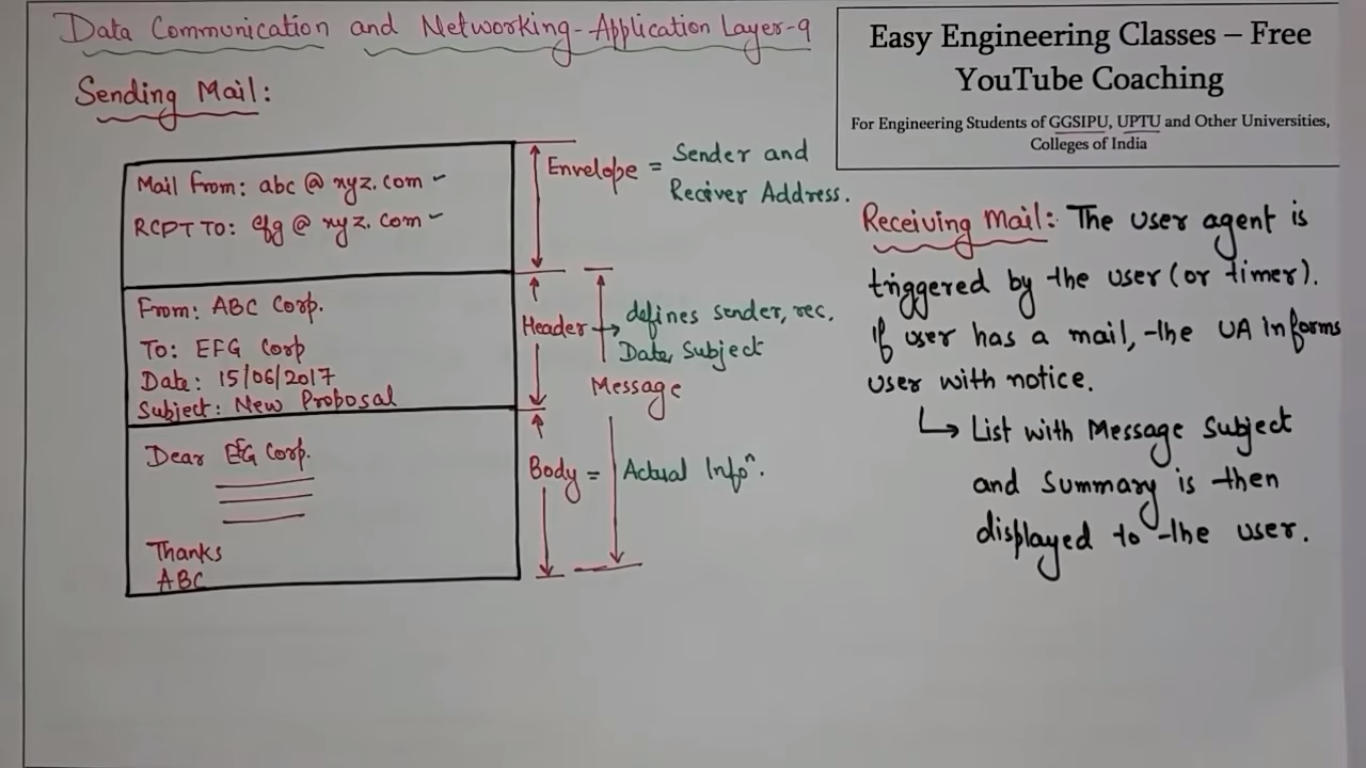 Data Communication and Networking-Application Layer-9
Easy Engineering Classes – Free
YouTube Coaching
For Engineering Students of GGSIPU, UPTU and Other Universities,
Colleges of India
Sending Mail:
Mail From: abc @ xyz.com
RCPT TO: efg @ xyz.com
Envelope = Sender and
Reciver Address.
From: ABC Corp.
To: EFG Corp
Date: 15/06/2017
Subject: New Proposal
Header → defines sender, rec,
Date, Subject
Message
Dear EFG Corp.
Thanks
ABC
Body = Actual Infoⁿ.
Receiving Mail: The user agent is
triggered by the user (or timer).
if user has a mail, the UA informs
user with notice.
↳ List with Message Subject
and Summary is then
displayed to the user.